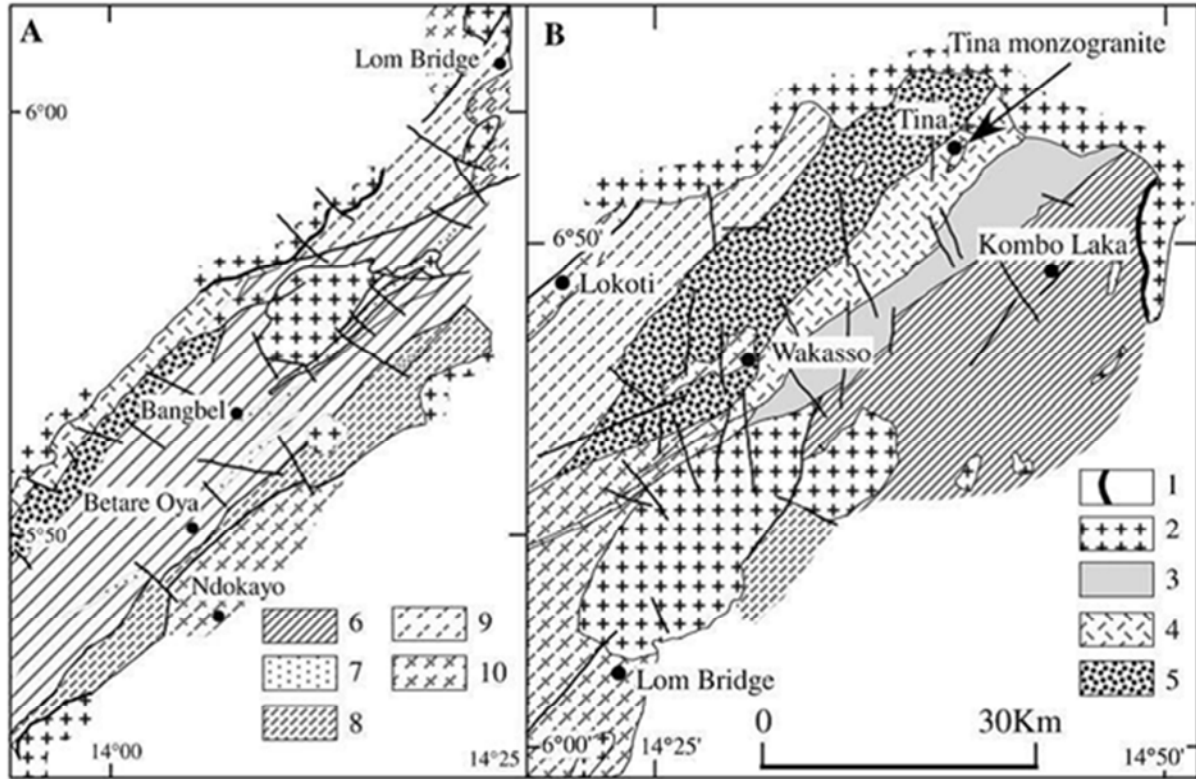 A
Lom Bridge
6°00
Bangbel
Betare Oya
5°50
Ndokayo
6
7
8
9
10
14°00
14°25
B
Tina monzogranite
Tina
6°50'
Kombo Laka
Lokoti
Wakasso
1
2
3
4
5
Lom Bridge
0 30Km
6°00'
14°25'
14°50'